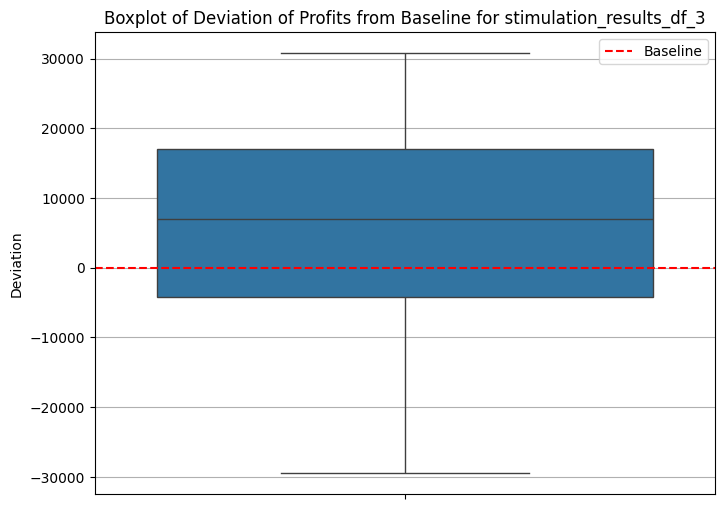 Boxplot of Deviation of Profits from Baseline for stimulation_results_df_3
Baseline
30000
20000
10000
0
−10000
−20000
−30000
Deviation